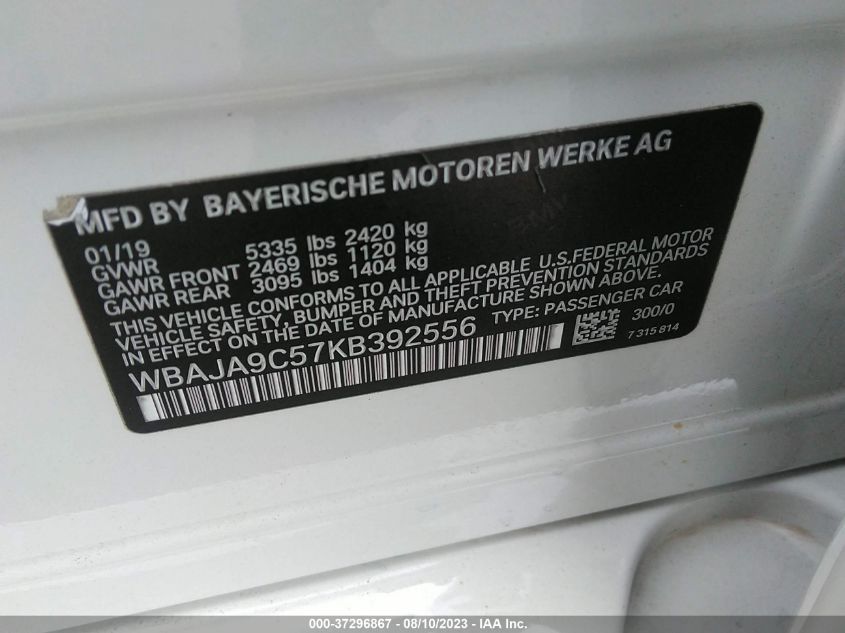 MFD BY BAYERISCHE MOTOREN WERKE AG
01/19
GVWR 5335 lbs 2420 kg
GAWR FRONT 2469 lbs 1120 kg
GAWR REAR 3095 lbs 1404 kg
THIS VEHICLE CONFORMS TO ALL APPLICABLE U.S.FEDERAL MOTOR
VEHICLE SAFETY, BUMPER AND THEFT PREVENTION STANDARDS
IN EFFECT ON THE DATE OF MANUFACTURE SHOWN ABOVE.
WBAJA9C57KB392556 TYPE: PASSENGER CAR
300/0
7 315 814
000-37296867 - 08/10/2023 - IAA Inc.